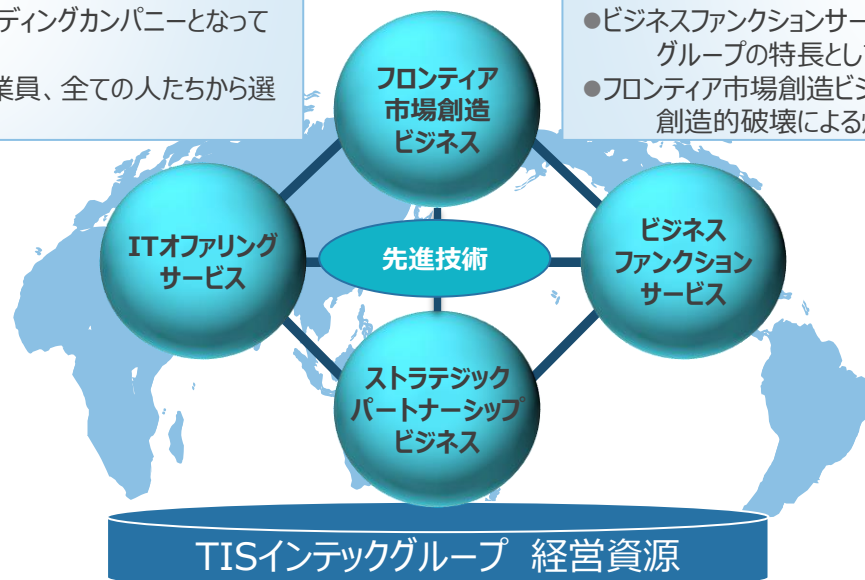 ディングカンパニーとなって
業員、全ての人たちから選
●ビジネスファンクションサー
グループの特長とし
●フロンティア市場創造ビジ
創造的破壊による
フロンティア
市場創造
ビジネス
ITオファリング
サービス
先進技術
ビジネス
ファンクション
サービス
ストラテジック
パートナーシップ
ビジネス
TISインテックグループ 経営資源